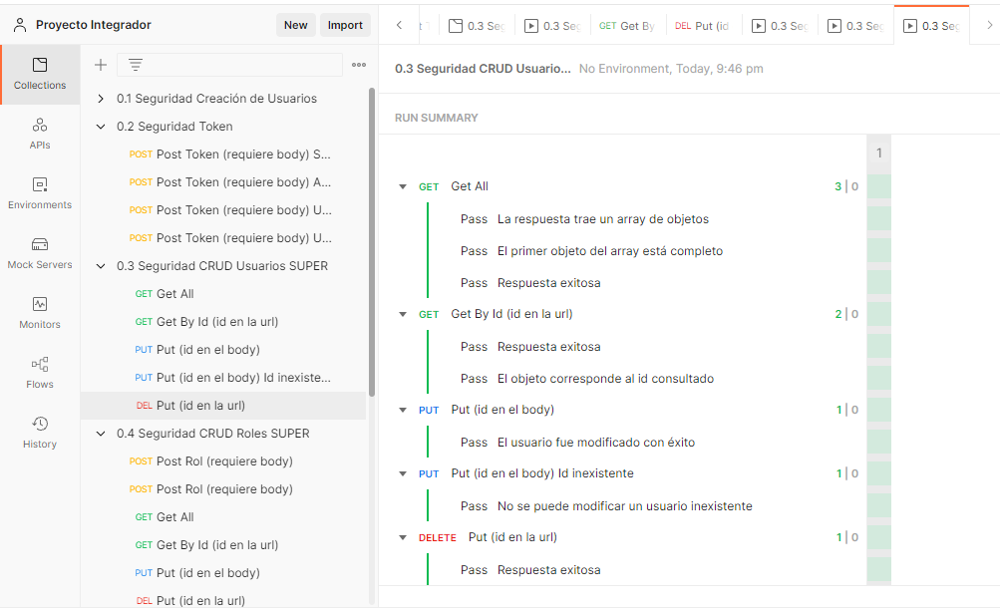 Proyecto Integrador
New
Import
Collections
APIs
Environments
Mock Servers
Monitors
Flows
History
0.1 Seguridad Creación de Usuarios
0.2 Seguridad Token
POST Post Token (requiere body) S...
POST Post Token (requiere body) A...
POST Post Token (requiere body) U...
POST Post Token (requiere body) U...
0.3 Seguridad CRUD Usuarios SUPER
GET Get All
GET Get By Id (id en la url)
PUT Put (id en el body)
PUT Put (id en el body) Id inexiste...
DEL Put (id en la url)
0.4 Seguridad CRUD Roles SUPER
POST Post Rol (requiere body)
POST Post Rol (requiere body)
GET Get All
GET Get By Id (id en la url)
PUT Put (id en el body)
DEL Put (id en la url)
0.3 Seg
0.3 Seg
GET Get By
DEL Put (id
0.3 Seg
0.3 Seg
0.3 Seg
0.3 Seguridad CRUD Usuario... No Environment, Today, 9:46 pm
RUN SUMMARY
1
GET Get All 3 | 0
Pass La respuesta trae un array de objetos
Pass El primer objeto del array está completo
Pass Respuesta exitosa
GET Get By Id (id en la url) 2 | 0
Pass Respuesta exitosa
Pass El objeto corresponde al id consultado
PUT Put (id en el body) 1 | 0
Pass El usuario fue modificado con éxito
PUT Put (id en el body) Id inexistente 1 | 0
Pass No se puede modificar un usuario inexistente
DELETE Put (id en la url) 1 | 0
Pass Respuesta exitosa